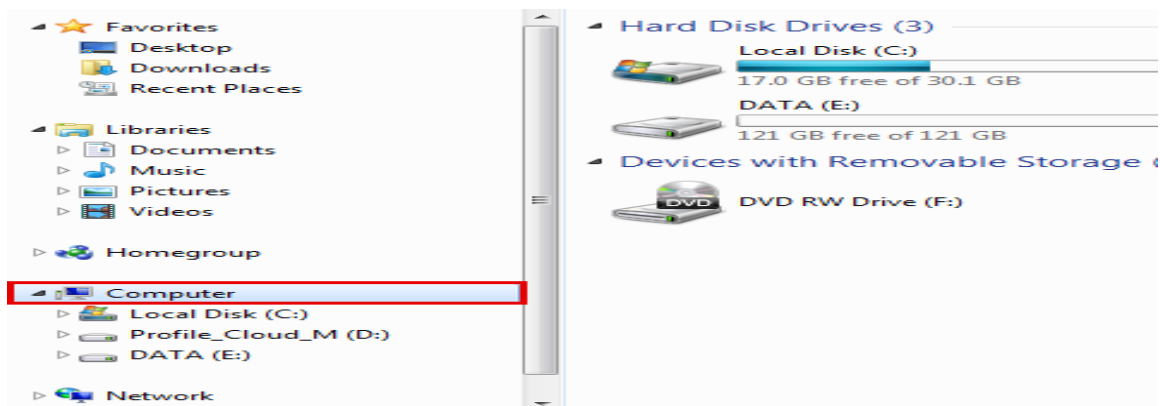 Favorites
Desktop
Downloads
Recent Places
Libraries
Documents
Music
Pictures
Videos
Homegroup
Computer
Local Disk (C:)
Profile_Cloud_M (D:)
DATA (E:)
Network
Hard Disk Drives (3)
Local Disk (C:)
17.0 GB free of 30.1 GB
DATA (E:)
121 GB free of 121 GB
Devices with Removable Storage (
DVD
DVD RW Drive (F:)